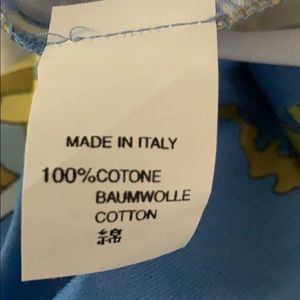 MADE IN ITALY
100%COTONE
BAUMWOLLE
COTTON
綿